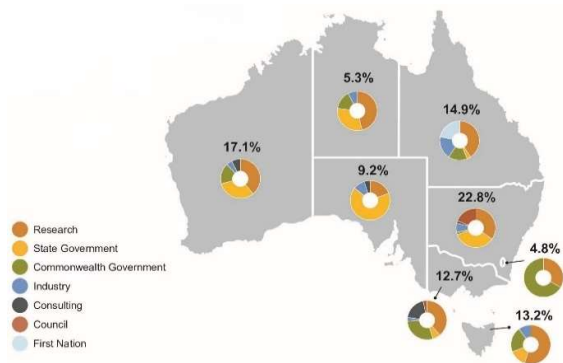 5.3%
14.9%
17.1%
9.2%
22.8%
4.8%
12.7%
13.2%
Research
State Government
Commonwealth Government
Industry
Consulting
Council
First Nation